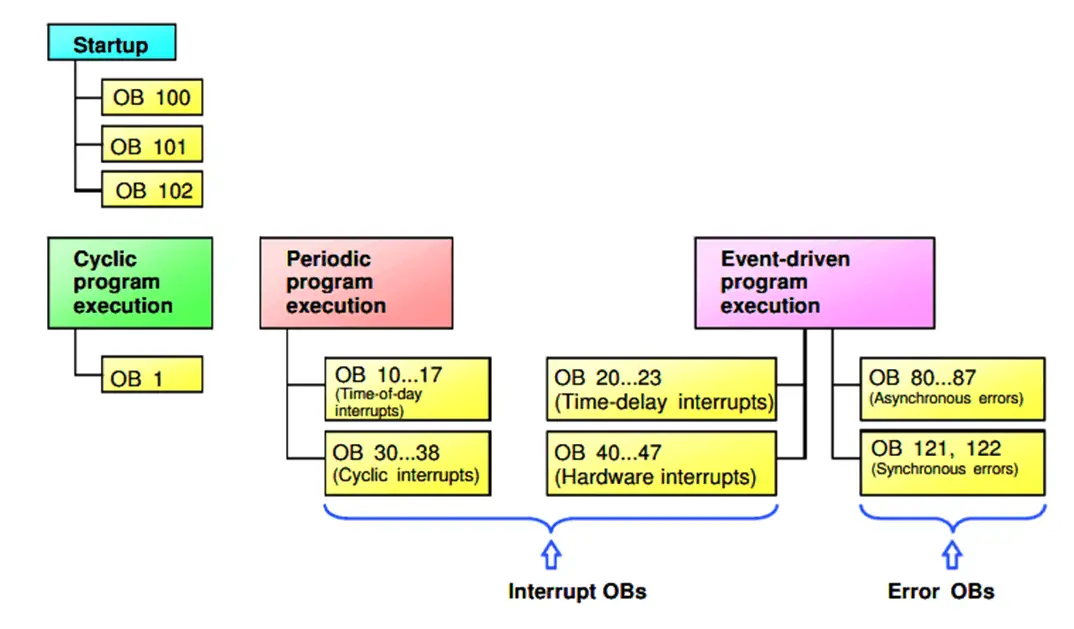 Startup
OB 100
OB 101
OB 102
Cyclic
program
execution
OB 1
Periodic
program
execution
OB 10...17
(Time-of-day
interrupts)
OB 30...38
(Cyclic interrupts)
Event-driven
program
execution
OB 20...23
(Time-delay interrupts)
OB 40...47
(Hardware interrupts)
OB 80...87
(Asynchronous errors)
OB 121, 122
(Synchronous errors)
Interrupt OBs
Error OBs